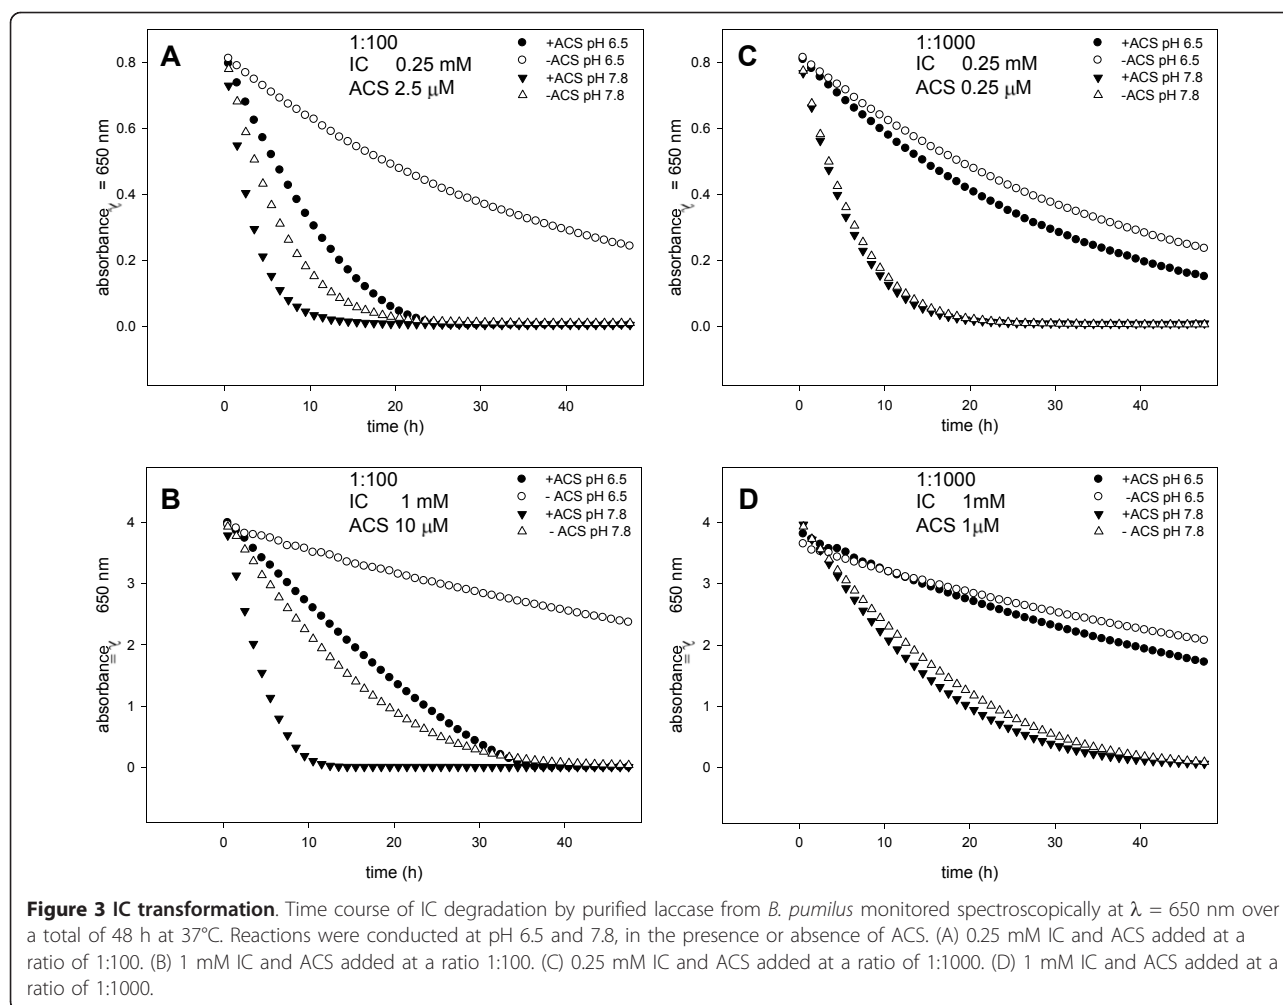 A
1:100
IC 0.25 mM
ACS 2.5 μM
+ACS pH 6.5
-ACS pH 6.5
+ACS pH 7.8
-ACS pH 7.8
absorbance λ = 650 nm
0.8
0.6
0.4
0.2
0.0
0 10 20 30 40
time (h)
C
1:1000
IC 0.25 mM
ACS 0.25 μM
+ACS pH 6.5
-ACS pH 6.5
+ACS pH 7.8
-ACS pH 7.8
absorbance λ = 650 nm
0.8
0.6
0.4
0.2
0.0
0 10 20 30 40
time (h)
B
1:100
IC 1 mM
ACS 10 μM
+ACS pH 6.5
- ACS pH 6.5
+ACS pH 7.8
- ACS pH 7.8
absorbance λ = 650 nm
4
3
2
1
0
0 10 20 30 40
time (h)
D
1:1000
IC 1mM
ACS 1μM
+ACS pH 6.5
-ACS pH 6.5
+ACS pH 7.8
-ACS pH 7.8
absorbance λ = 650 nm
4
3
2
1
0
0 10 20 30 40
time (h)
Figure 3 IC transformation. Time course of IC degradation by purified laccase from B. pumilus monitored spectroscopically at λ = 650 nm over
a total of 48 h at 37°C. Reactions were conducted at pH 6.5 and 7.8, in the presence or absence of ACS. (A) 0.25 mM IC and ACS added at a
ratio of 1:100. (B) 1 mM IC and ACS added at a ratio 1:100. (C) 0.25 mM IC and ACS added at a ratio of 1:1000. (D) 1 mM IC and ACS added at a
ratio of 1:1000.